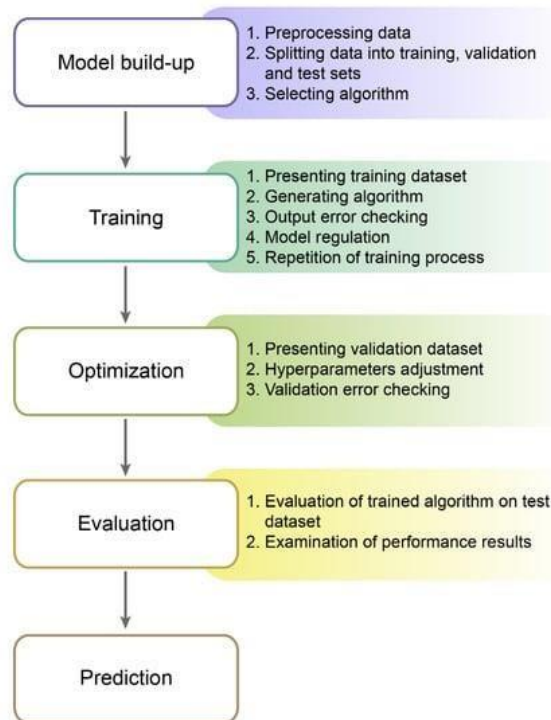 Model build-up
1. Preprocessing data
2. Splitting data into training, validation
and test sets
3. Selecting algorithm
Training
1. Presenting training dataset
2. Generating algorithm
3. Output error checking
4. Model regulation
5. Repetition of training process
Optimization
1. Presenting validation dataset
2. Hyperparameters adjustment
3. Validation error checking
Evaluation
1. Evaluation of trained algorithm on test
dataset
2. Examination of performance results
Prediction